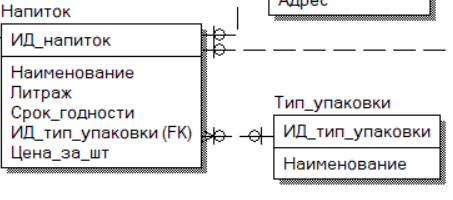 Адрес
Напиток
ИД_напиток
Наименование
Литраж
Срок_годности
ИД_тип_упаковки (FK)
Цена_за_шт
Тип_упаковки
ИД_тип_упаковки
Наименование